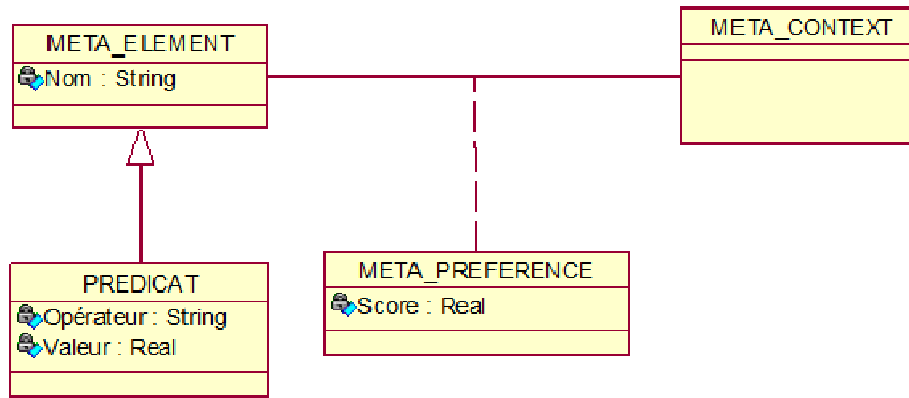 META_ELEMENT
Nom : String
META_CONTEXT
PREDICAT
Opérateur : String
Valeur : Real
META_PREFERENCE
Score : Real